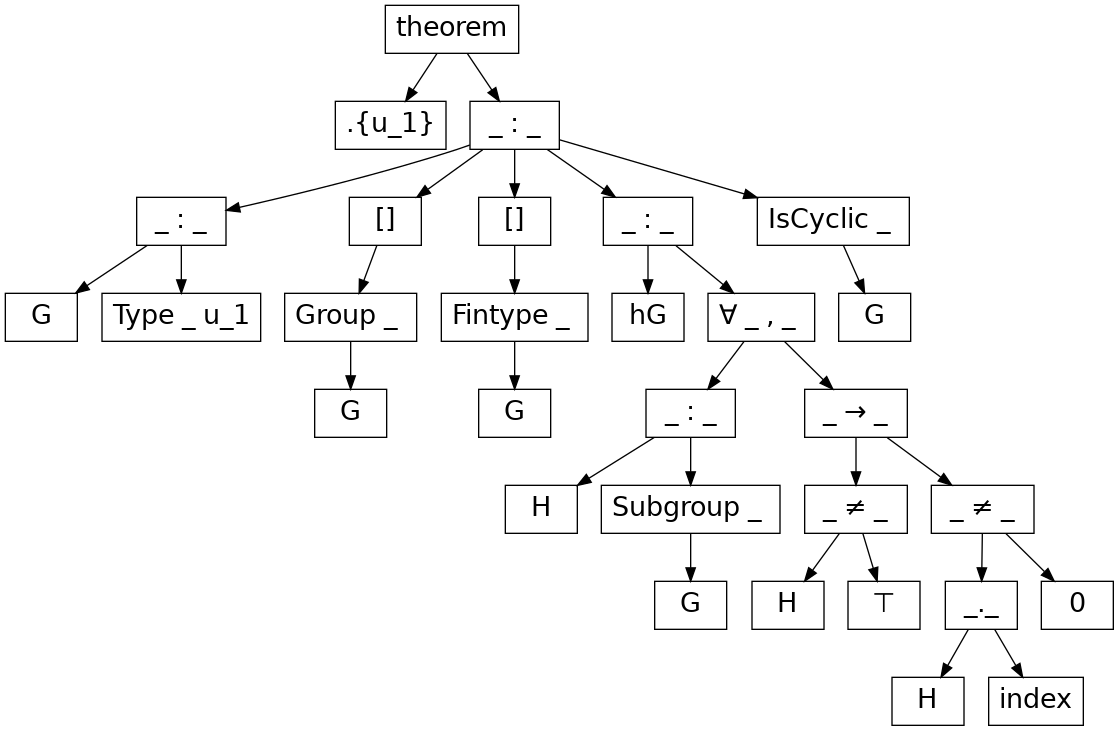 theorem
.{u_1} _ : _
_ : _ [] [] _ : _ IsCyclic _
G Type _ u_1 Group _ Fintype _ hG ∀ _ , _ G
G G _ : _ _ → _
H Subgroup _ _ ≠ _ _ ≠ _
G H ⊤ _._ 0
H index